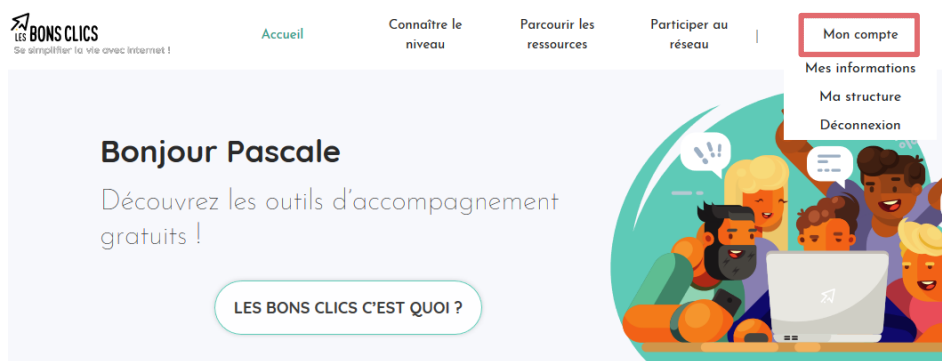 LES BONS CLICS
Se simplifier la vie avec internet !
Accueil
Connaître le
niveau
Parcourir les
ressources
Participer au
réseau
|
Mon compte
Mes informations
Ma structure
Déconnexion
Bonjour Pascale
Découvrez les outils d'accompagnement
gratuits !
LES BONS CLICS C'EST QUOI ?